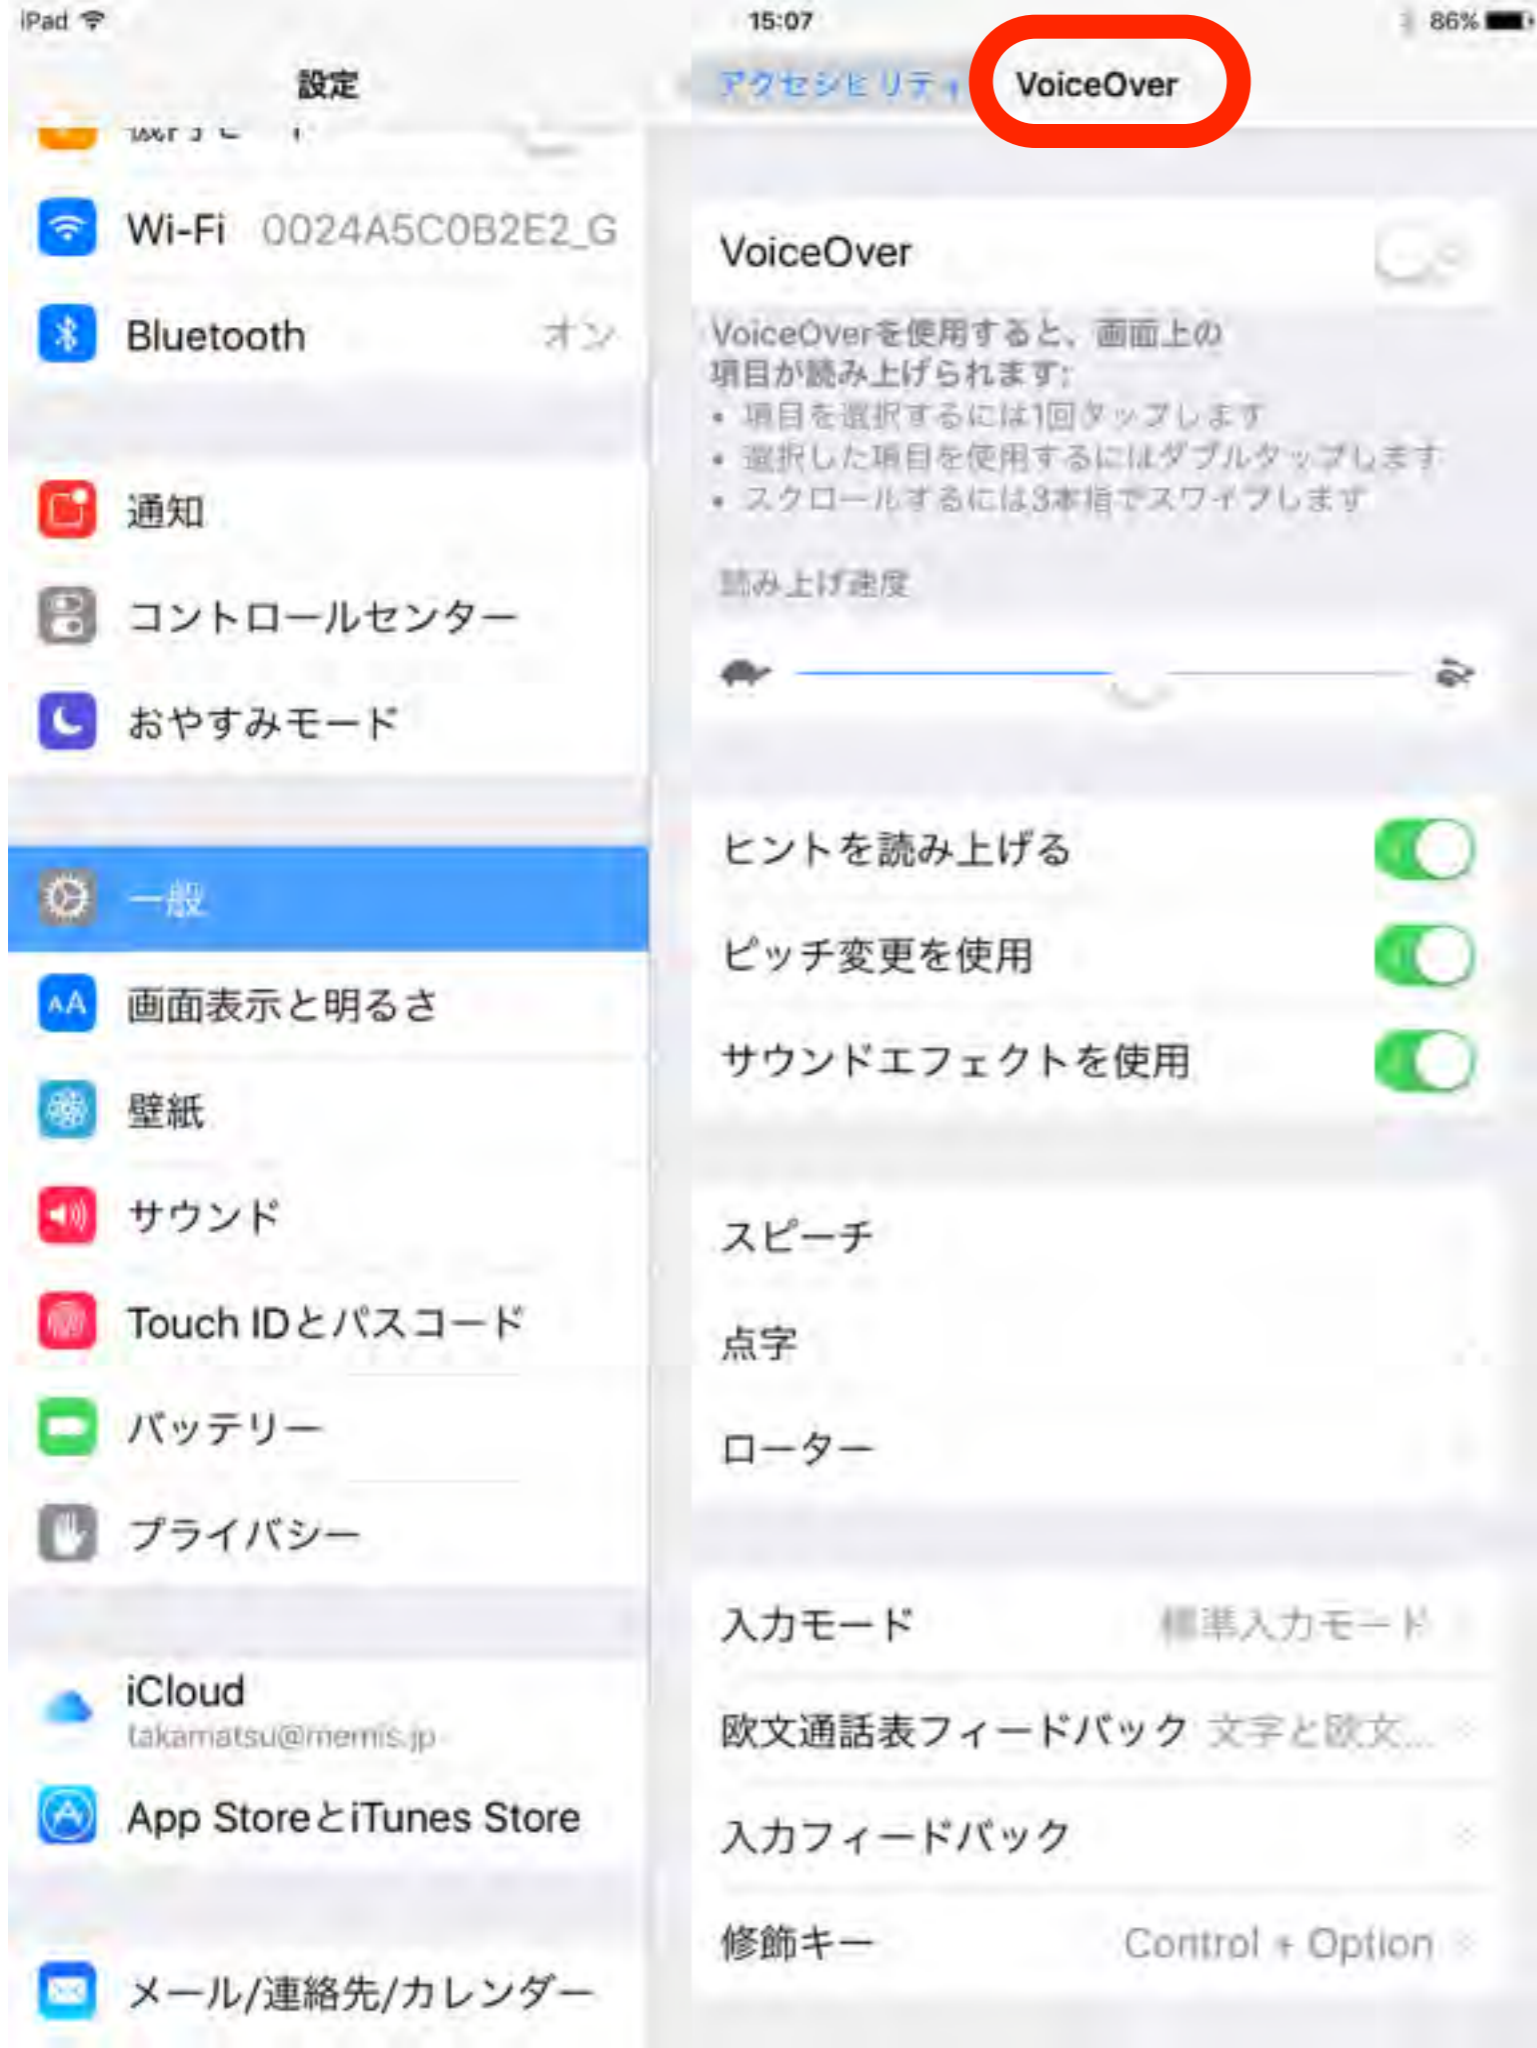 iPad
15:07
86%
設定
アクセシビリティ
VoiceOver
Wi-Fi 0024A5C0B2E2_G
Bluetooth オン
通知
コントロールセンター
おやすみモード
一般
画面表示と明るさ
壁紙
サウンド
Touch IDとパスコード
バッテリー
プライバシー
iCloud
takamatsu@memis.jp
App StoreとiTunes Store
メール/連絡先/カレンダー
VoiceOver
VoiceOverを使用すると、画面上の
項目が読み上げられます:
• 項目を選択するには1回タップします
• 選択した項目を使用するにはダブルタップします
• スクロールするには3本指でスワイプします
読み上げ速度
ヒントを読み上げる
ピッチ変更を使用
サウンドエフェクトを使用
スピーチ
点字
ローター
入力モード 標準入力モード
欧文通話表フィードバック 文字と欧文...
入力フィードバック
修飾キー Control + Option